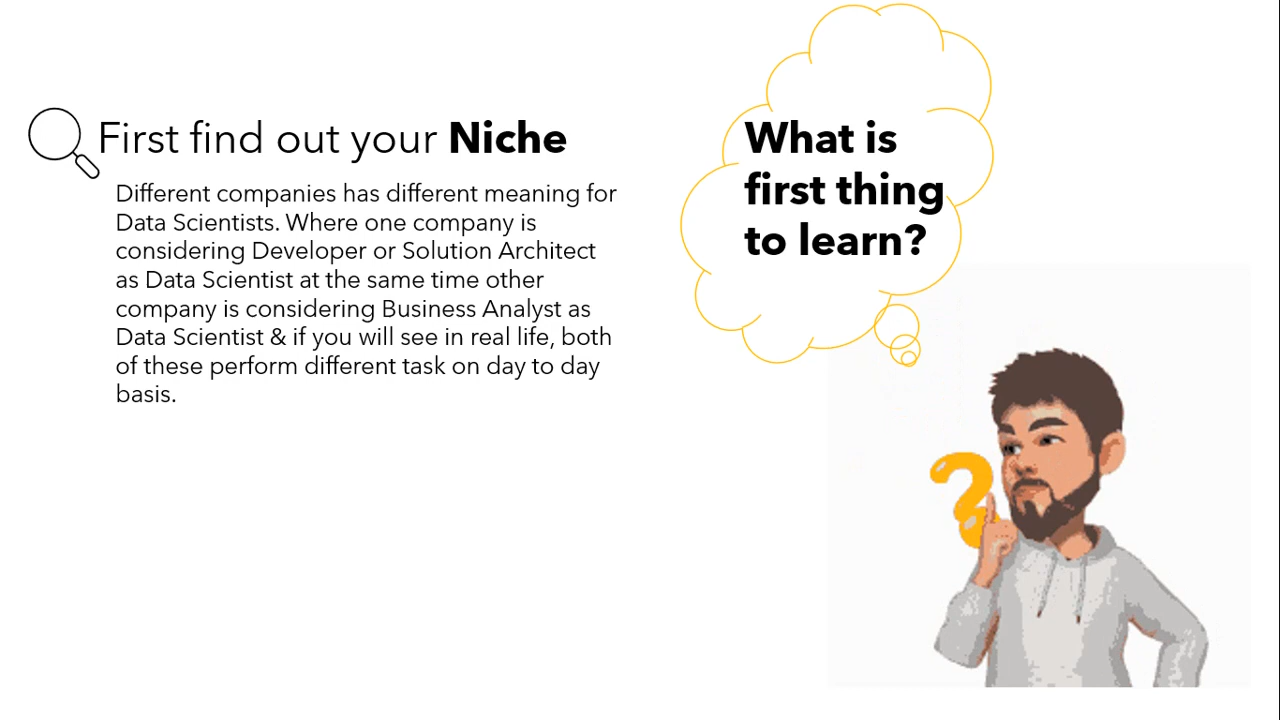 First find out your Niche
Different companies has different meaning for
Data Scientists. Where one company is
considering Developer or Solution Architect
as Data Scientist at the same time other
company is considering Business Analyst as
Data Scientist & if you will see in real life, both
of these perform different task on day to day
basis.
What is
first thing
to learn?
?